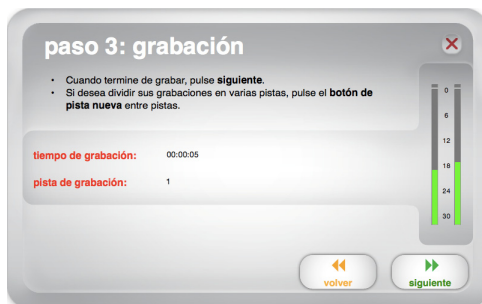 paso 3: grabación
• Cuando termine de grabar, pulse siguiente.
• Si desea dividir sus grabaciones en varias pistas, pulse el botón de
pista nueva entre pistas.
tiempo de grabación: 00:00:05
pista de grabación: 1
0
6
12
18
24
30
volver
siguiente